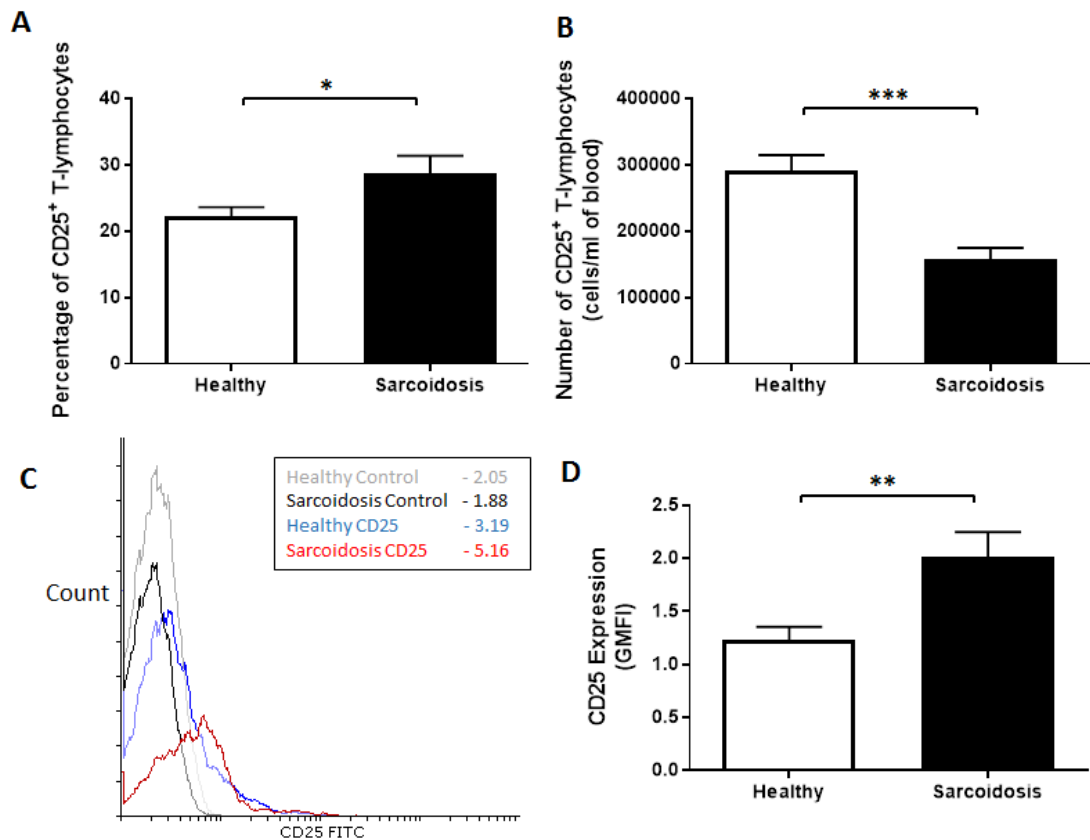 A
Percentage of CD25⁺ T-lymphocytes
40
30
20
10
0
*
Healthy
Sarcoidosis
B
Number of CD25⁺ T-lymphocytes
(cells/ml of blood)
400000
300000
200000
100000
0
***
Healthy
Sarcoidosis
C
Count
Healthy Control - 2.05
Sarcoidosis Control - 1.88
Healthy CD25 - 3.19
Sarcoidosis CD25 - 5.16
CD25 FITC
D
CD25 Expression
(GMFI)
2.5
2.0
1.5
1.0
0.5
0.0
**
Healthy
Sarcoidosis